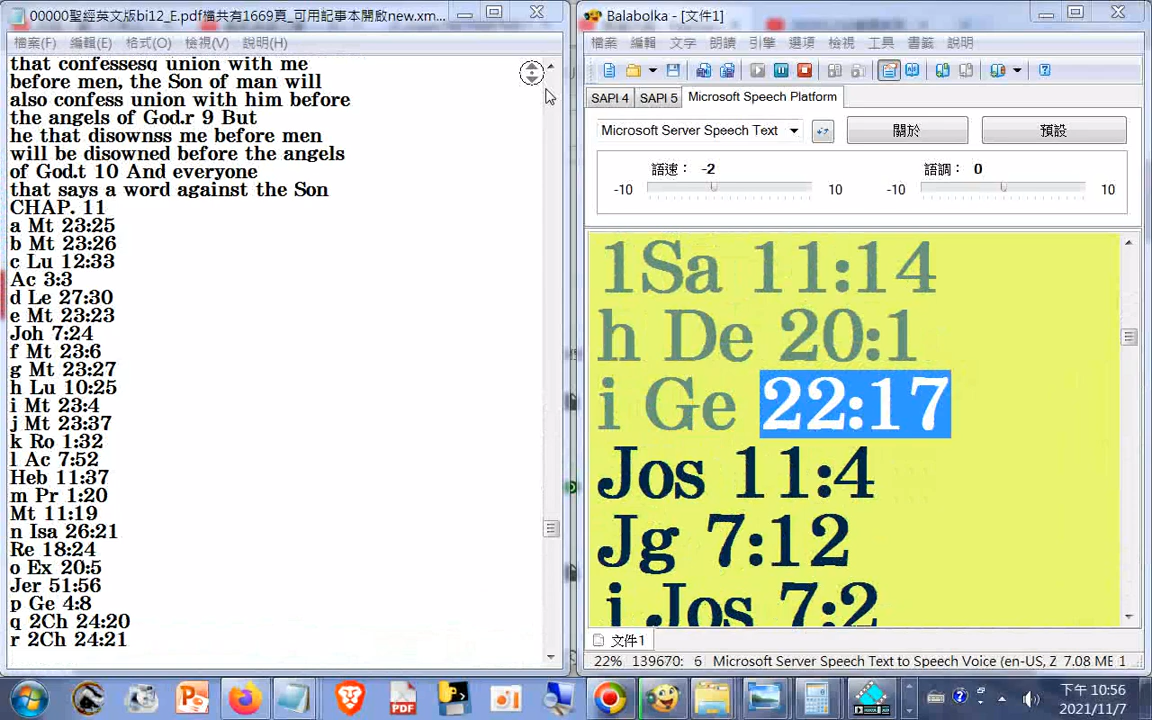 00000聖經英文版bi12_E.pdf檔共有1669頁_可用記事本開啟new.xm...
檔案(F) 編輯(E) 格式(O) 檢視(V) 說明(H)
that confessesq union with me
before men, the Son of man will
also confess union with him before
the angels of God.r 9 But
he that disownss me before men
will be disowned before the angels
of God.t 10 And everyone
that says a word against the Son
CHAP. 11
a Mt 23:25
b Mt 23:26
c Lu 12:33
Ac 3:3
d Le 27:30
e Mt 23:23
Joh 7:24
f Mt 23:6
g Mt 23:27
h Lu 10:25
i Mt 23:4
j Mt 23:37
k Ro 1:32
l Ac 7:52
Heb 11:37
m Pr 1:20
Mt 11:19
n Isa 26:21
Re 18:24
o Ex 20:5
Jer 51:56
p Ge 4:8
q 2Ch 24:20
r 2Ch 24:21
Balabolka - [文件1]
檔案 編輯 文字 朗讀 引擎 選項 檢視 工具 書籤 說明
SAPI 4 SAPI 5 Microsoft Speech Platform
Microsoft Server Speech Text 關於 預設
語速: -2 語調: 0
-10 10 -10 10
1Sa 11:14
h De 20:1
i Ge 22:17
Jos 11:4
Jg 7:12
j Jos 7:2
文件1
22% 139670: 6 Microsoft Server Speech Text to Speech Voice (en-US, Z 7.08 ME 1
PDF
下午 10:56
2021/11/7